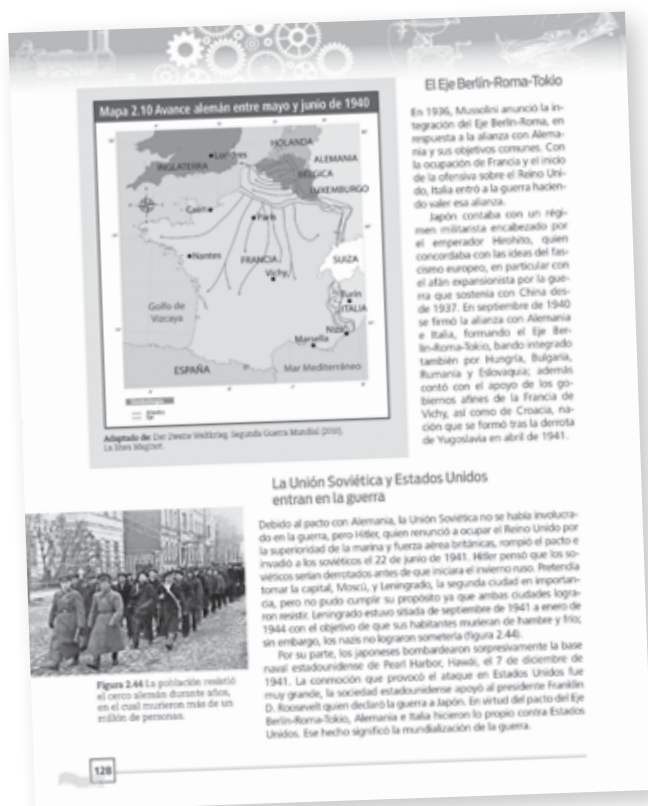 Mapa 2.10 Avance alemán entre mayo y junio de 1940
HOLANDA
Londres
ALEMANIA
INGLATERRA
BÉLGICA
LUXEMBURGO
Caen
París
Nantes
FRANCIA
SUIZA
Vichy
Turín
Golfo de
Vizcaya
ITALIA
Niza
Marsella
ESPAÑA
Mar Mediterráneo
Simbología
Aliados
Eje
Adaptado de: Der Zweite Weltkrieg. Segunda Guerra Mundial (2010).
La línea Maginot.
El Eje Berlín-Roma-Tokio
En 1936, Mussolini anunció la in-
tegración del Eje Berlín-Roma, en
respuesta a la alianza con Alema-
nia y sus objetivos comunes. Con
la ocupación de Francia y el inicio
de la ofensiva sobre el Reino Uni-
do, Italia entró a la guerra hacien-
do valer esa alianza.
Japón contaba con un régi-
men militarista encabezado por
el emperador Hirohito, quien
concordaba con las ideas del fas-
cismo europeo, en particular con
el afán expansionista por la gue-
rra que sostenía con China des-
de 1937. En septiembre de 1940
se firmó la alianza con Alemania
e Italia, formando el Eje Ber-
lín-Roma-Tokio, bando integrado
también por Hungría, Bulgaria,
Rumania y Eslovaquia; además
contó con el apoyo de los go-
biernos afines de la Francia de
Vichy, así como de Croacia, na-
ción que se formó tras la derrota
de Yugoslavia en abril de 1941.
La Unión Soviética y Estados Unidos
entran en la guerra
Debido al pacto con Alemania, la Unión Soviética no se había involucra-
do en la guerra, pero Hitler, quien renunció a ocupar el Reino Unido por
la superioridad de la marina y fuerza aérea británicas, rompió el pacto e
invadió a los soviéticos el 22 de junio de 1941. Hitler pensó que los so-
viéticos serían derrotados antes de que iniciara el invierno ruso. Pretendía
tomar la capital, Moscú, y Leningrado, la segunda ciudad en importan-
cia, pero no pudo cumplir su propósito ya que ambas ciudades logra-
ron resistir. Leningrado estuvo sitiada de septiembre de 1941 a enero de
1944 con el objetivo de que sus habitantes murieran de hambre y frío;
sin embargo, los nazis no lograron someterla (figura 2.44).
Por su parte, los japoneses bombardearon sorpresivamente la base
naval estadounidense de Pearl Harbor, Hawái, el 7 de diciembre de
1941. La conmoción que provocó el ataque en Estados Unidos fue
muy grande, la sociedad estadounidense apoyó al presidente Franklin
D. Roosevelt quien declaró la guerra a Japón. En virtud del pacto del Eje
Berlín-Roma-Tokio, Alemania e Italia hicieron lo propio contra Estados
Unidos. Ese hecho significó la mundialización de la guerra.
Figura 2.44 La población resistió
el cerco alemán durante años,
en el cual murieron más de un
millón de personas.
128